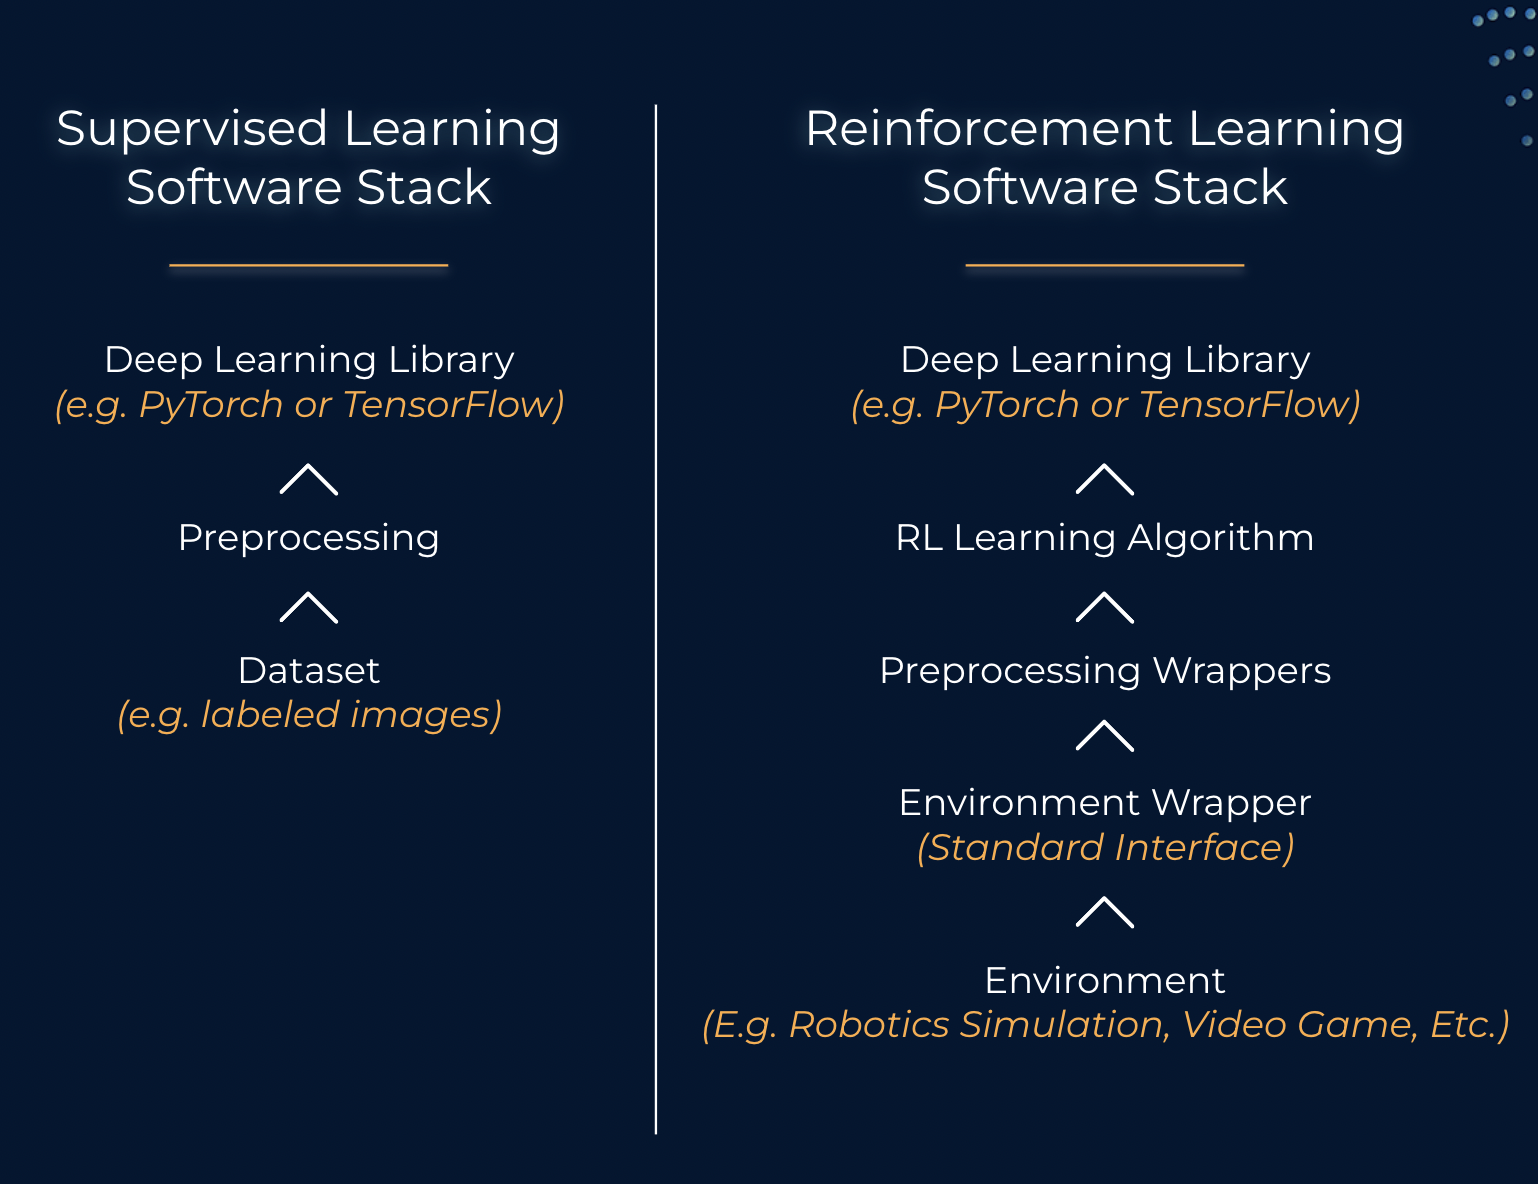 Supervised Learning
Software Stack
Deep Learning Library
(e.g. PyTorch or TensorFlow)
Preprocessing
Dataset
(e.g. labeled images)
Reinforcement Learning
Software Stack
Deep Learning Library
(e.g. PyTorch or TensorFlow)
RL Learning Algorithm
Preprocessing Wrappers
Environment Wrapper
(Standard Interface)
Environment
(E.g. Robotics Simulation, Video Game, Etc.)